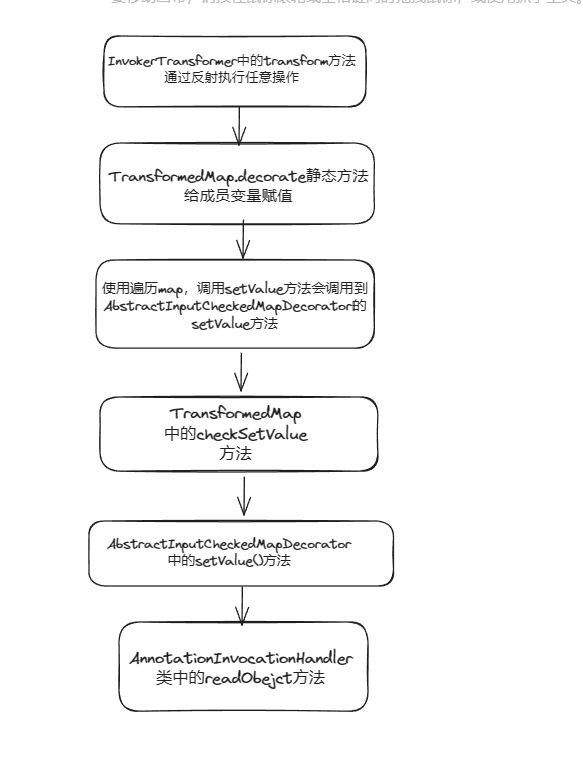 InvokerTransformer中的transform方法
通过反射执行任意操作
TransformedMap.decorate静态方法
给成员变量赋值
使用遍历map，调用setValue方法会调用到
AbstractInputCheckedMapDecorator的
setValue方法
TransformedMap
中的checkSetValue
方法
AbstractInputCheckedMapDecorator
中的setValue()方法
AnnotationInvocationHandler
类中的readObejct方法